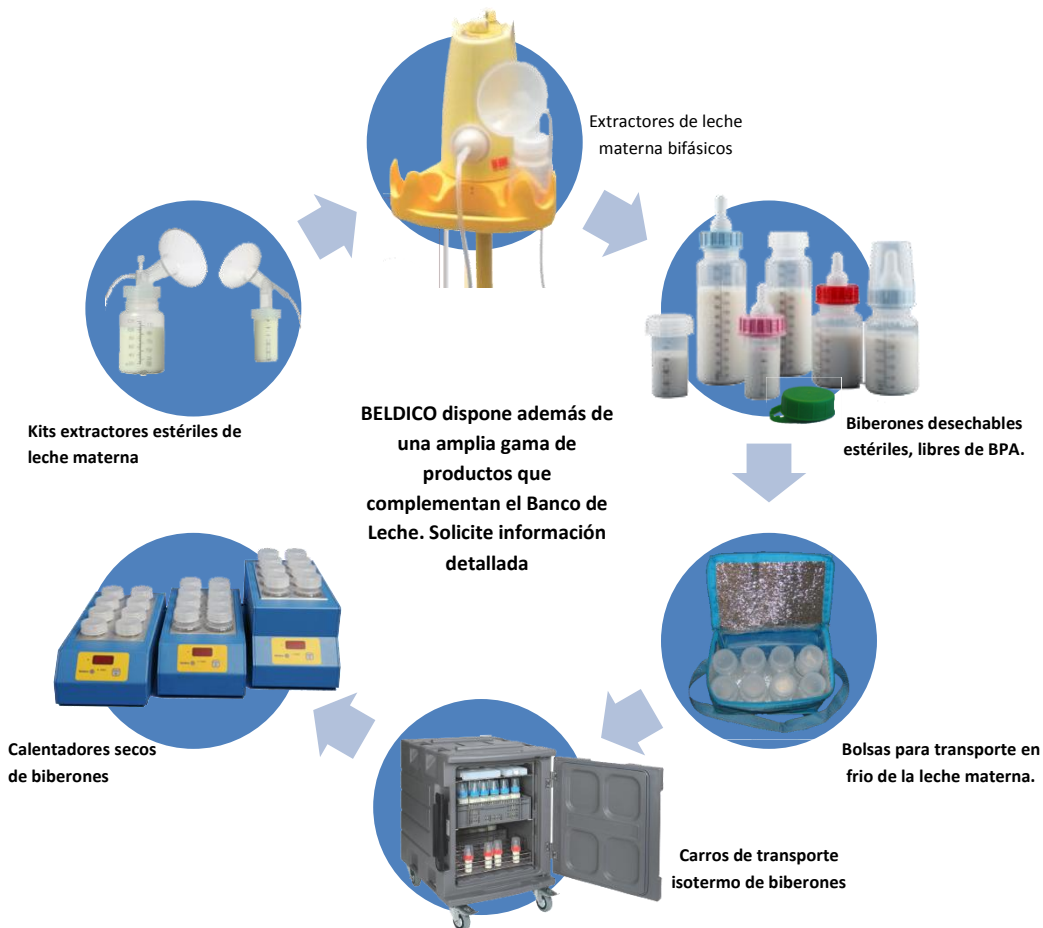 Extractores de leche
materna bifásicos
Kits extractores estériles de
leche materna
BELDICO dispone además de
una amplia gama de
productos que
complementan el Banco de
Leche. Solicite información
detallada
Biberones desechables
estériles, libres de BPA.
Calentadores secos
de biberones
Bolsas para transporte en
frio de la leche materna.
Carros de transporte
isotermo de biberones